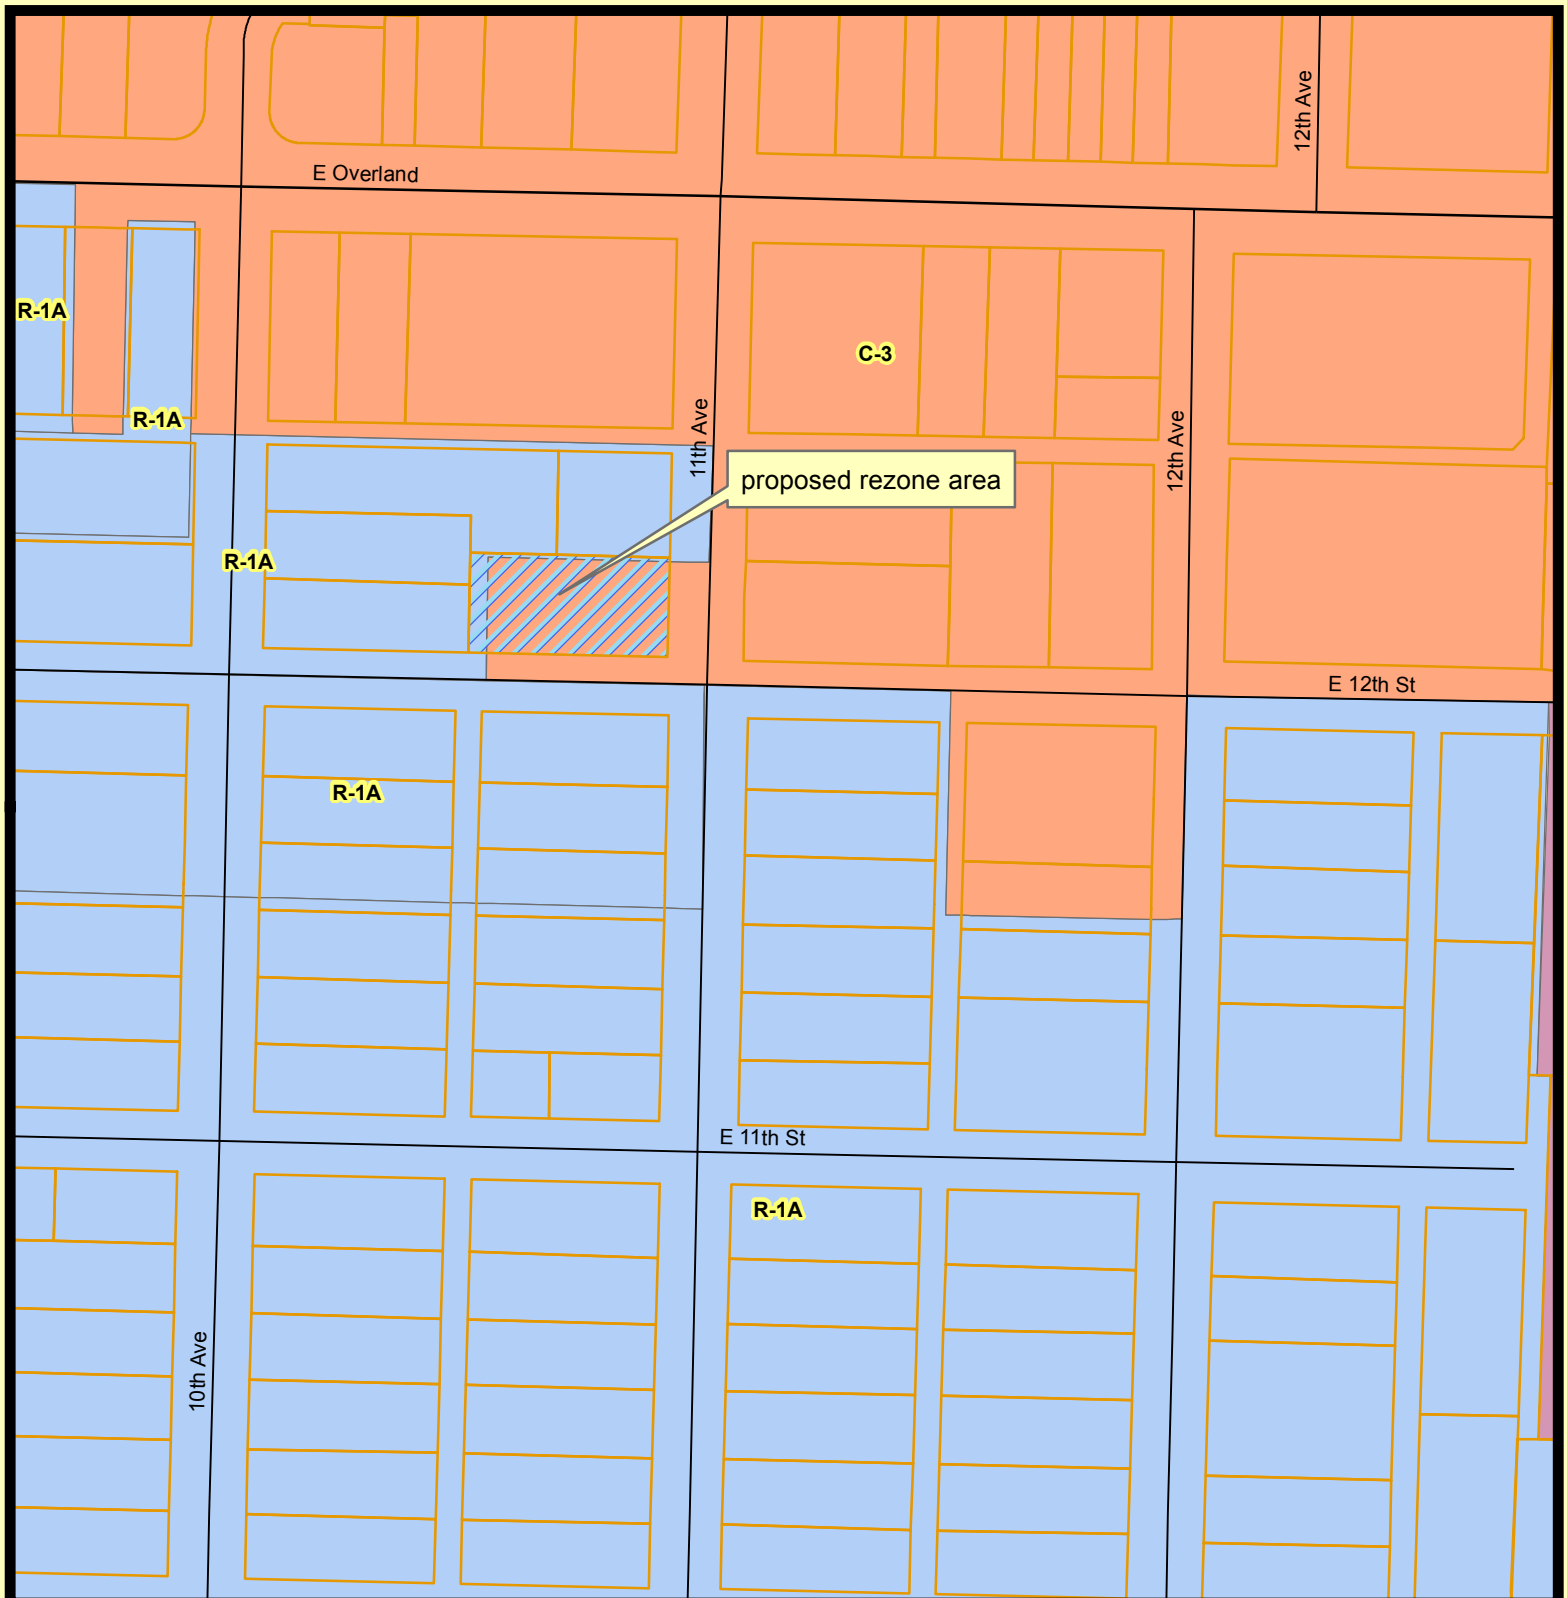 12th Ave
E Overland
R-1A
C-3
R-1A
11th Ave
12th Ave
proposed rezone area
R-1A
E 12th St
R-1A
E 11th St
R-1A
10th Ave